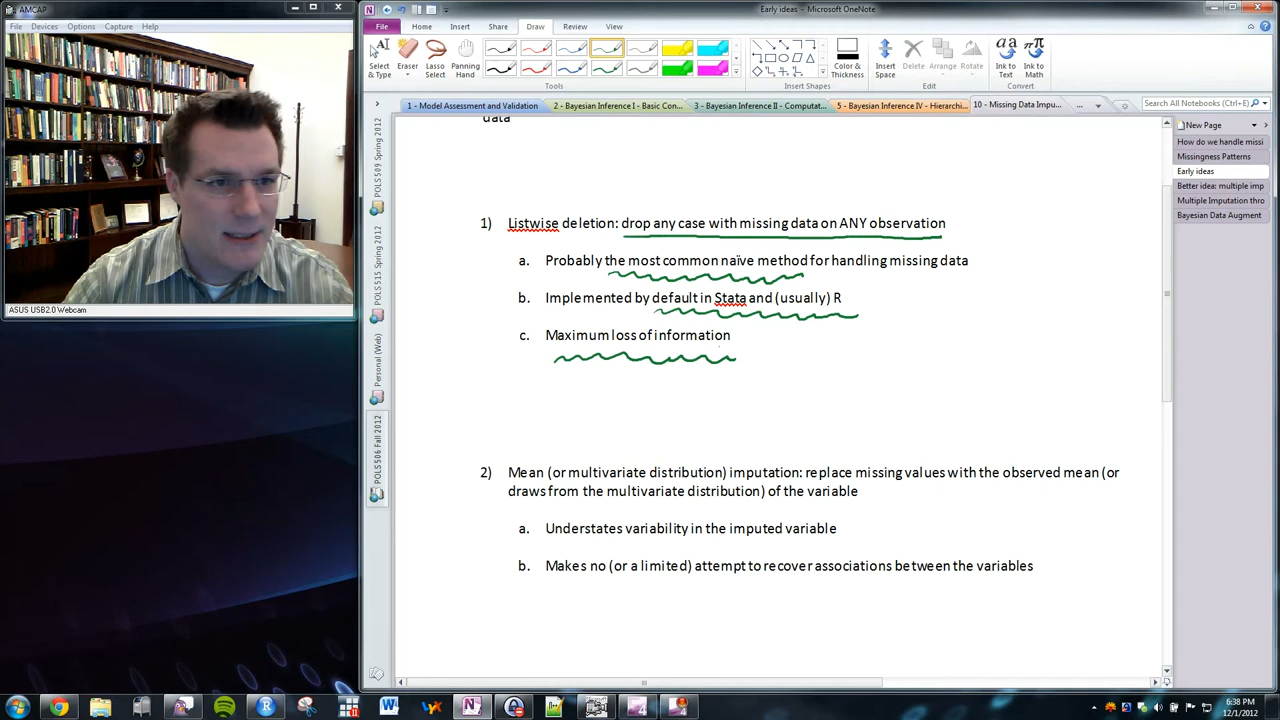 AMCAP
File Devices Options Capture Help
ASUS USB2.0 Webcam
Early ideas - Microsoft OneNote
File Home Insert Share Draw Review View
Select & Type
Eraser
Lasso Select
Panning Hand
Tools
Insert Shapes
Color & Thickness
Insert Space
Delete
Arrange
Rotate
Edit
Ink to Text
Ink to Math
Convert
1 - Model Assessment and Validation
2 - Bayesian Inference I - Basic Con...
3 - Bayesian Inference II - Computat...
5 - Bayesian Inference IV - Hierarchi...
10 - Missing Data Impu...
...
Search All Notebooks (Ctrl+E)
POLS 509 Spring 2012
POLS 515 Spring 2012
Personal (Web)
POLS 506 Fall 2012
data
1) Listwise deletion: drop any case with missing data on ANY observation
a. Probably the most common naïve method for handling missing data
b. Implemented by default in Stata and (usually) R
c. Maximum loss of information
2) Mean (or multivariate distribution) imputation: replace missing values with the observed mean (or
draws from the multivariate distribution) of the variable
a. Understates variability in the imputed variable
b. Makes no (or a limited) attempt to recover associations between the variables
New Page
How do we handle missi
Missingness Patterns
Early ideas
Better idea: multiple imp
Multiple Imputation thro
Bayesian Data Augment
6:38 PM
12/1/2012